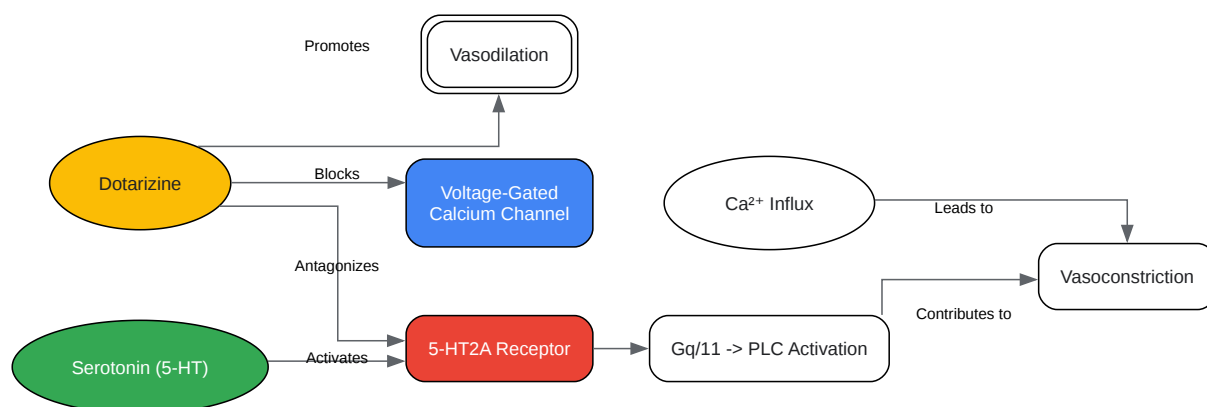 Promotes
Vasodilation
Dotarizine
Blocks
Voltage-Gated
Calcium Channel
Ca²⁺ Influx
Leads to
Antagonizes
Vasoconstriction
Contributes to
Serotonin (5-HT)
Activates
5-HT2A Receptor
Gq/11 -> PLC Activation